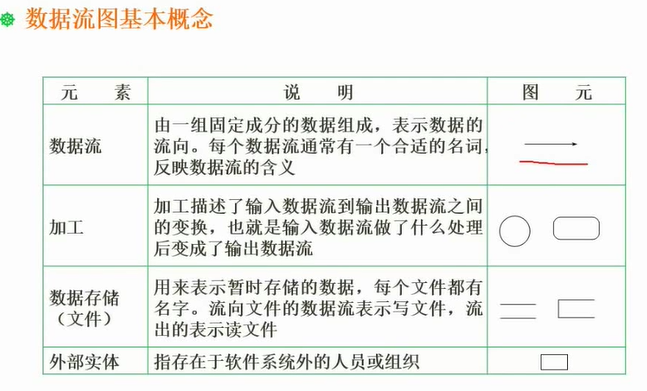 数据流图基本概念
元 素 说 明 图 元
数据流
由一组固定成分的数据组成，表示数据的
流向。每个数据流通常有一个合适的名词，
反映数据流的含义
加工
加工描述了输入数据流到输出数据流之间
的变换，也就是输入数据流做了什么处理
后变成了输出数据流
数据存储
（文件）
用来表示暂时存储的数据，每个文件都有
名字。流向文件的数据流表示写文件，流
出的表示读文件
外部实体 指存在于软件系统外的人员或组织